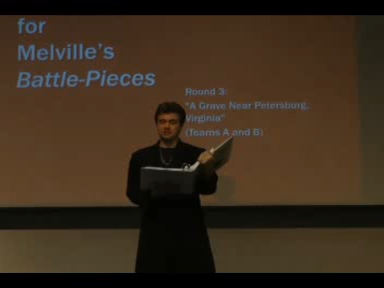 for
Melville's
Battle-Pieces
Round 3:
"A Grave Near Petersburg,
Virginia"
(Teams A and B)